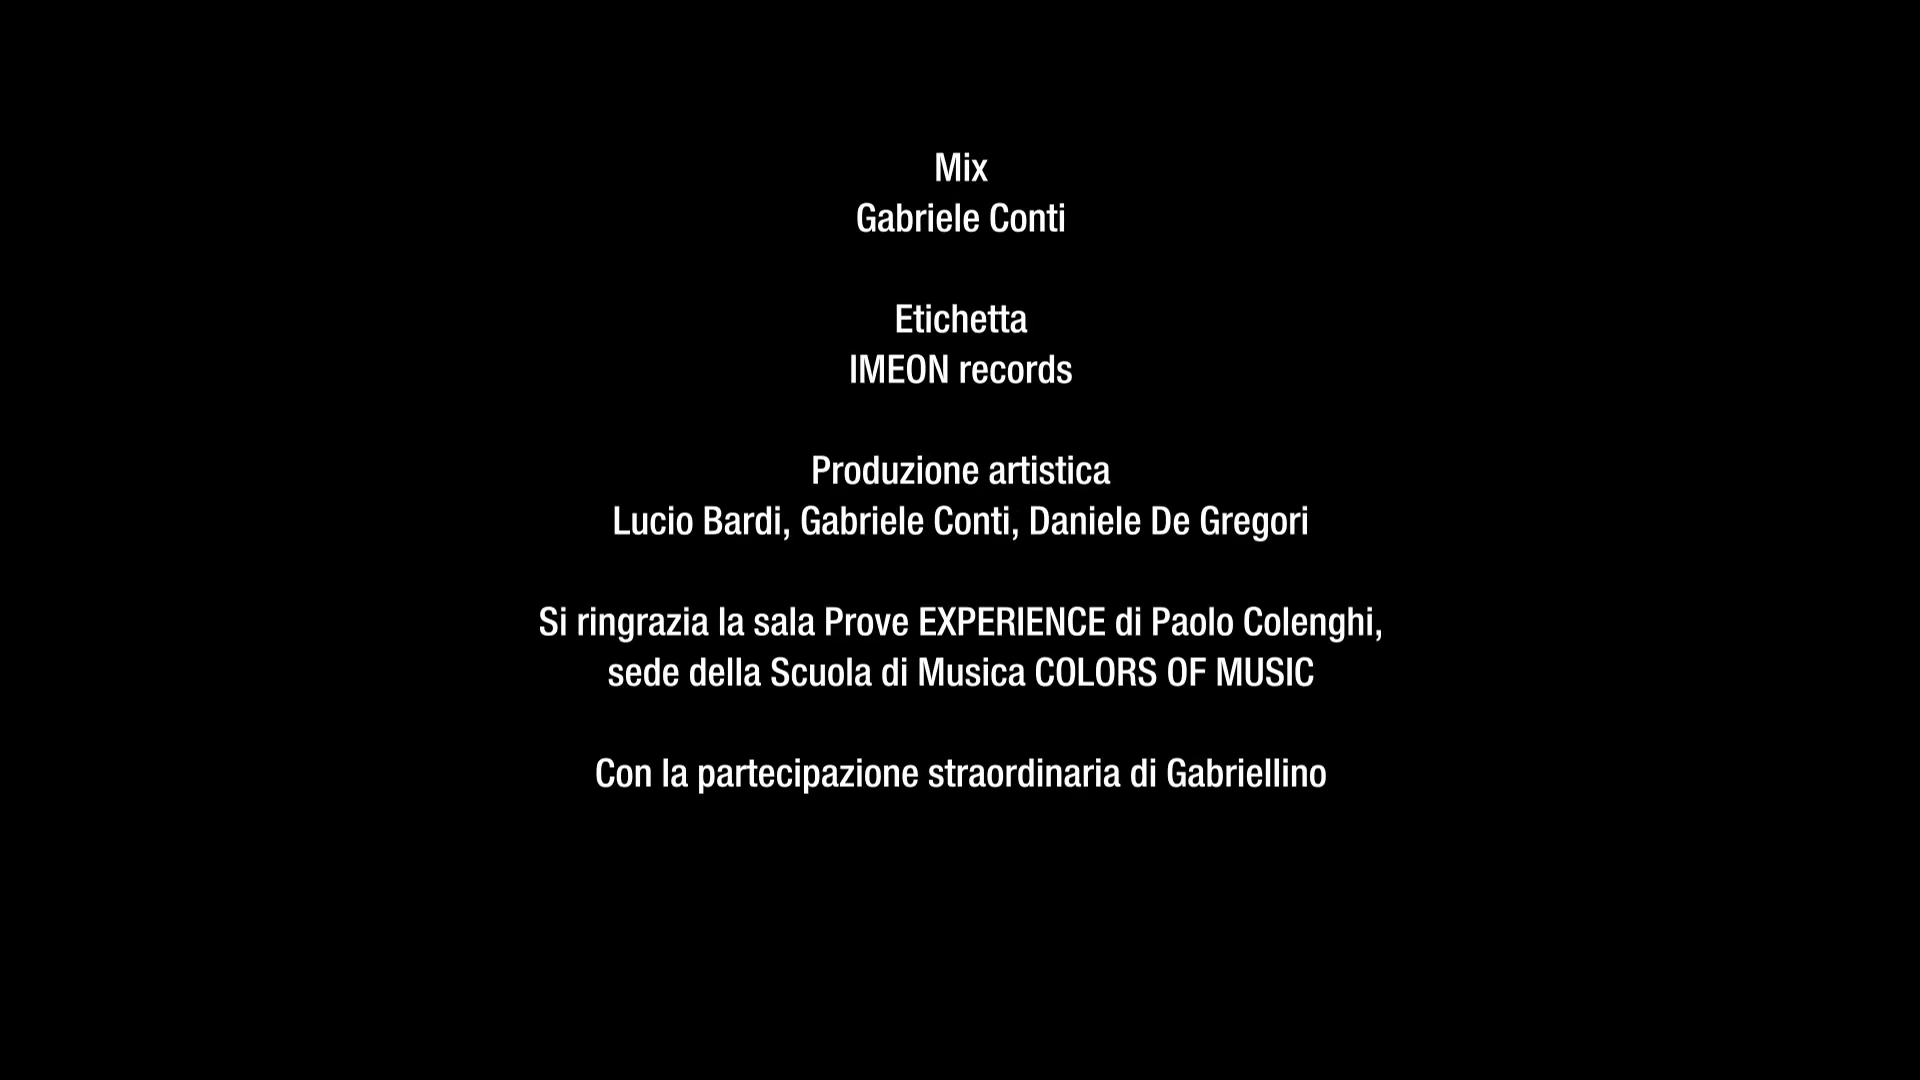 Mix
Gabriele Conti
Etichetta
IMEON records
Produzione artistica
Lucio Bardi, Gabriele Conti, Daniele De Gregori
Si ringrazia la sala Prove EXPERIENCE di Paolo Colenghi,
sede della Scuola di Musica COLORS OF MUSIC
Con la partecipazione straordinaria di Gabriellino